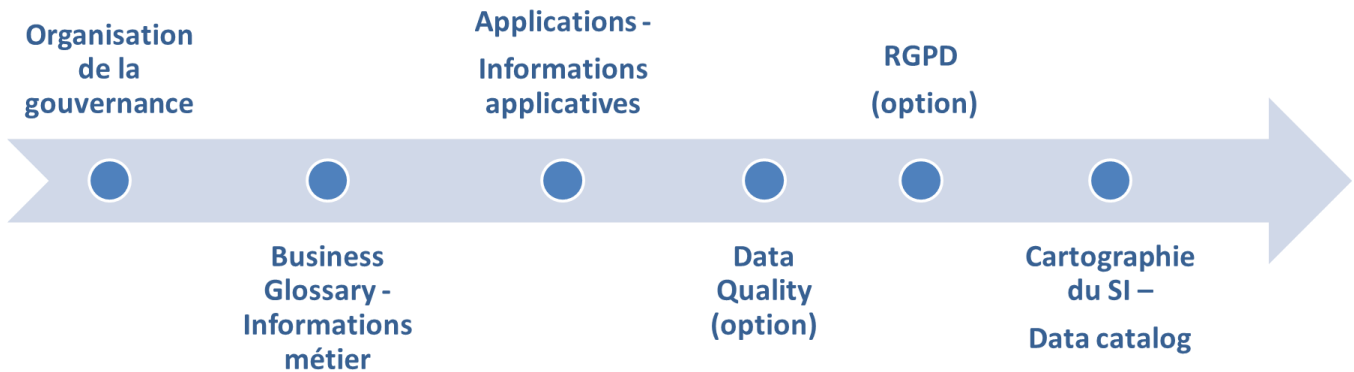 Organisation
de la
gouvernance
Business
Glossary -
Informations
métier
Applications -
Informations
applicatives
Data
Quality
(option)
RGPD
(option)
Cartographie
du SI –
Data catalog